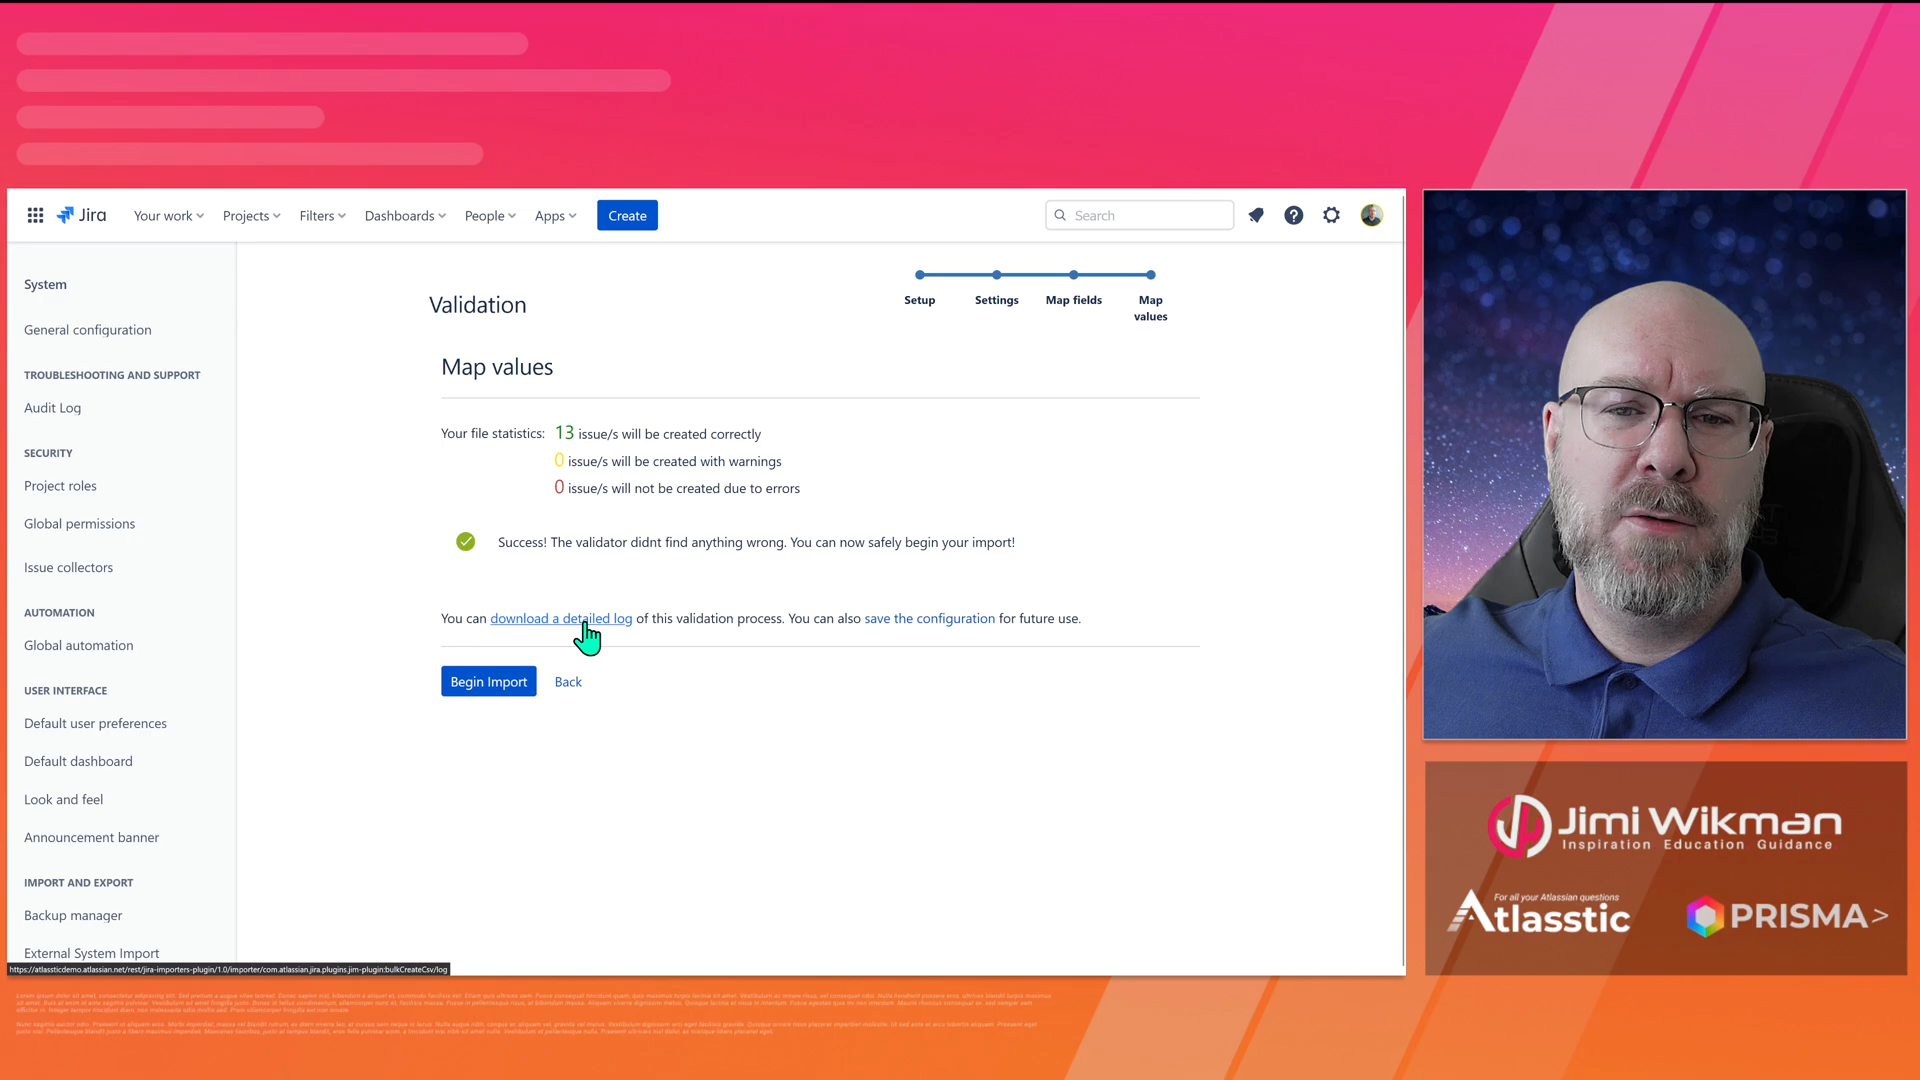 Jira
Your work
Projects
Filters
Dashboards
People
Apps
Create
Search
System
General configuration
TROUBLESHOOTING AND SUPPORT
Audit Log
SECURITY
Project roles
Global permissions
Issue collectors
AUTOMATION
Global automation
USER INTERFACE
Default user preferences
Default dashboard
Look and feel
Announcement banner
IMPORT AND EXPORT
Backup manager
External System Import
https://atlassticdemo.atlassian.net/rest/jira-importers-plugin/1.0/importer/com.atlassian.jira.plugins.jim-plugin:bulkCreateCsv/log
Validation
Setup
Settings
Map fields
Map
values
Map values
Your file statistics: 13 issue/s will be created correctly
0 issue/s will be created with warnings
0 issue/s will not be created due to errors
Success! The validator didnt find anything wrong. You can now safely begin your import!
You can download a detailed log of this validation process. You can also save the configuration for future use.
Begin Import
Back
Jimi Wikman
Inspiration Education Guidance
For all your Atlassian questions
Atlasstic
PRISMA>